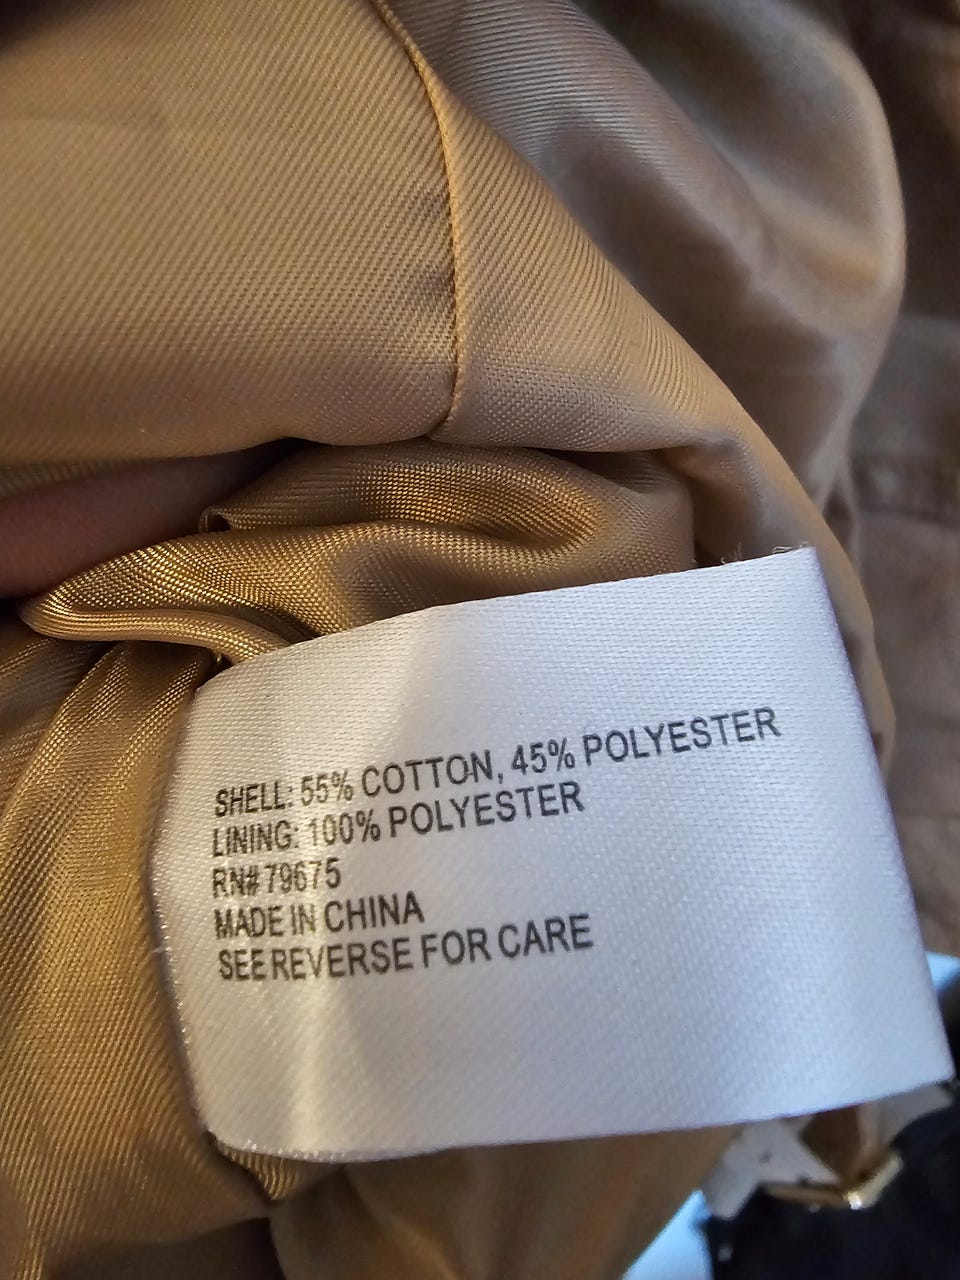 SHELL: 55% COTTON, 45% POLYESTER
LINING: 100% POLYESTER
RN# 79675
MADE IN CHINA
SEE REVERSE FOR CARE